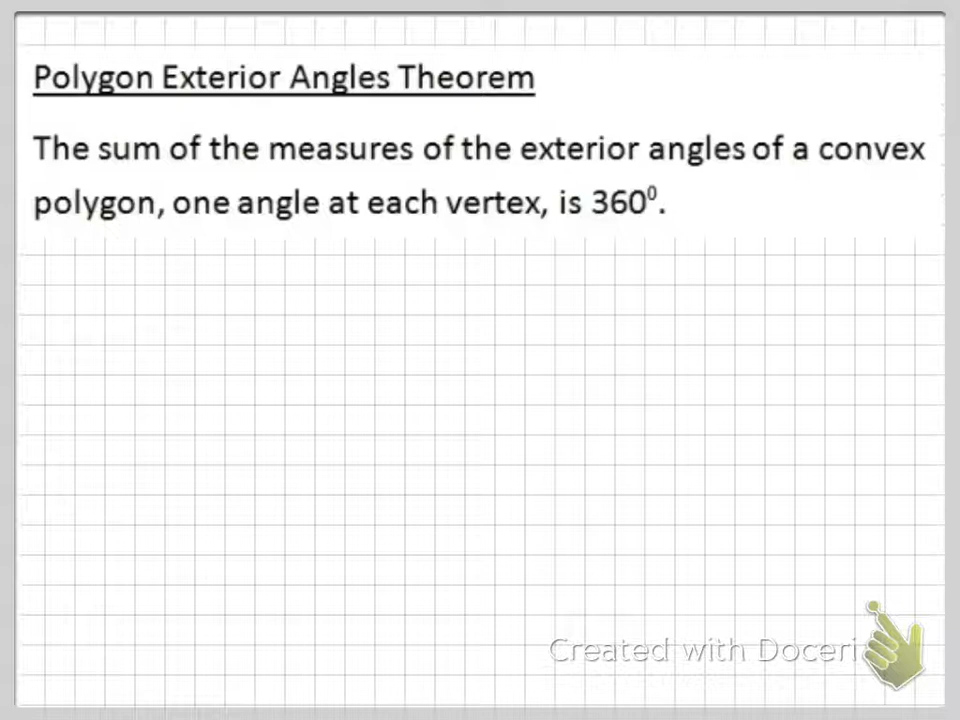 Polygon Exterior Angles Theorem
The sum of the measures of the exterior angles of a convex
polygon, one angle at each vertex, is 360⁰.
Created with Doceri